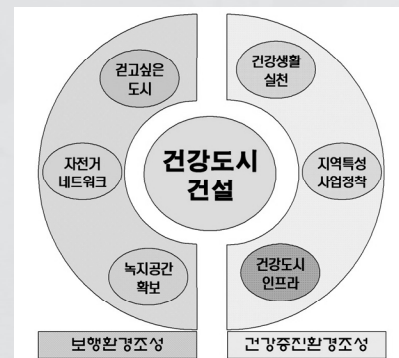 걷고싶은
도시
건강생활
실천
자전거
네드워크
건강도시
건설
지역특성
사업정착
녹지공간
확보
건강도시
인프라
보행환경조성
건강증진환경조성